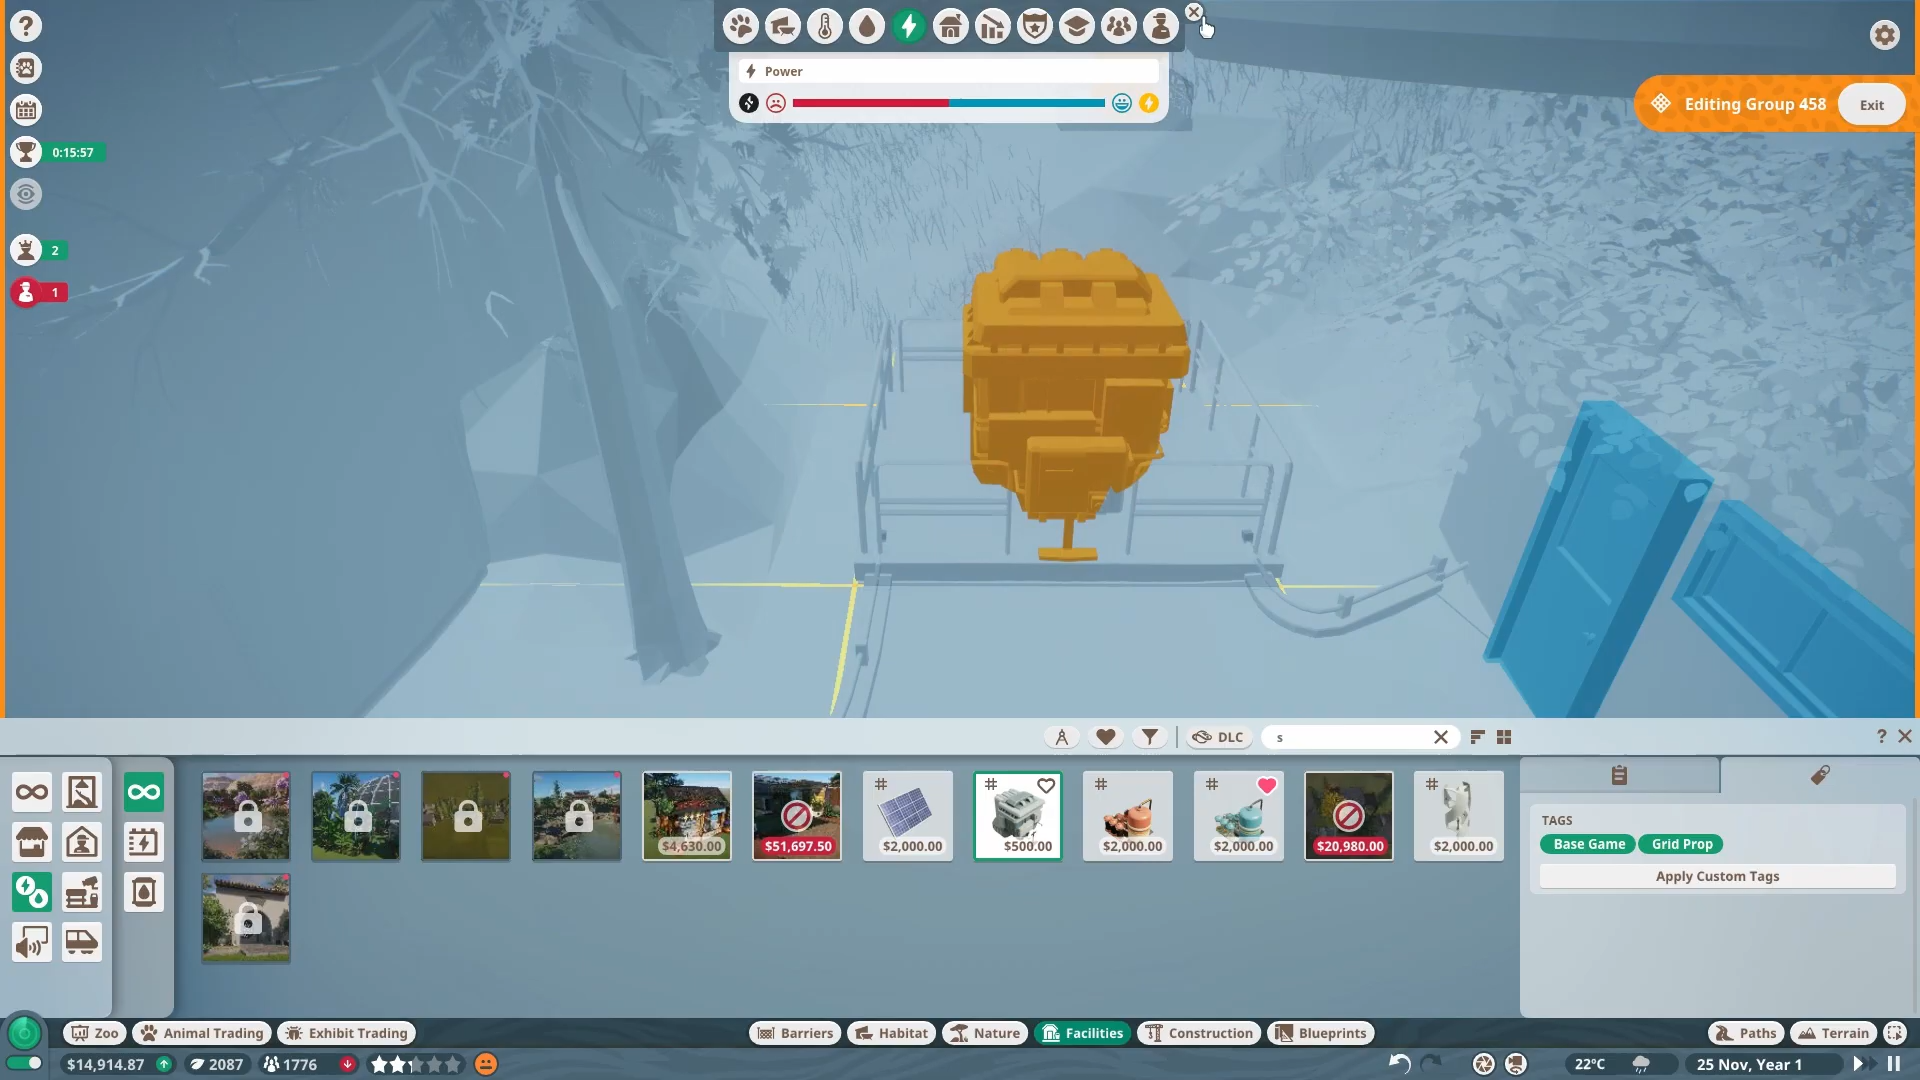 Power
Editing Group 458 Exit
0:15:57
2
1
DLC s
$4,630.00 $51,697.50 $2,000.00 $500.00 $2,000.00 $2,000.00 $20,980.00 $2,000.00
TAGS
Base Game Grid Prop
Apply Custom Tags
Zoo Animal Trading Exhibit Trading Barriers Habitat Nature Facilities Construction Blueprints Paths Terrain
$14,914.87 2087 1776 22°C 25 Nov, Year 1